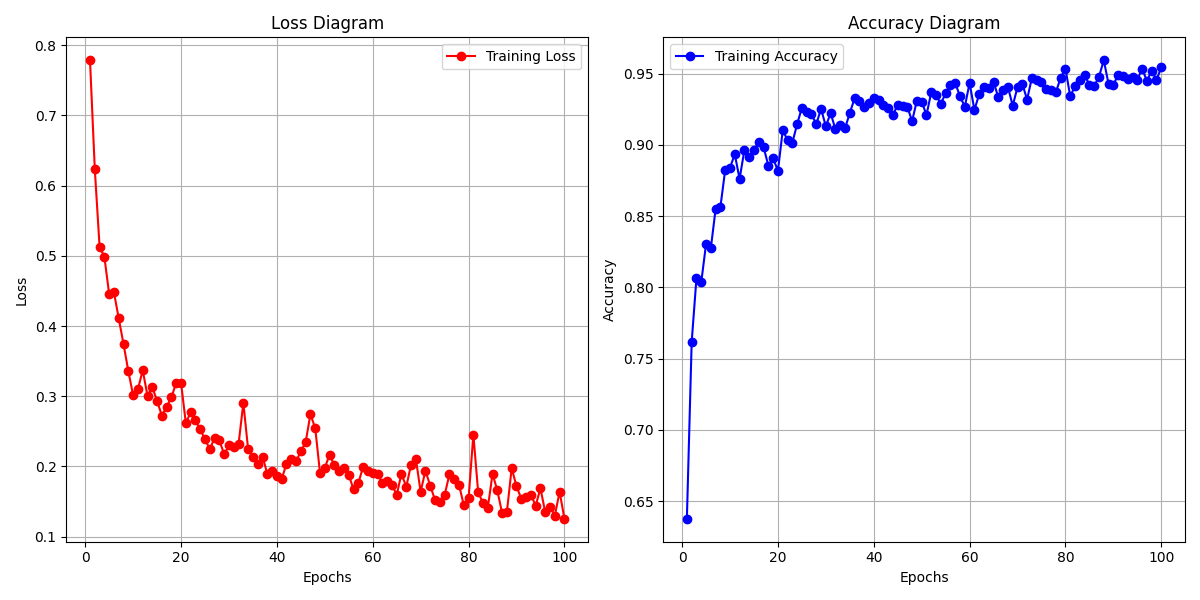 Loss Diagram
Training Loss
0.8
0.7
0.6
0.5
0.4
0.3
0.2
0.1
Loss
0 20 40 60 80 100
Epochs
Accuracy Diagram
Training Accuracy
0.95
0.90
0.85
0.80
0.75
0.70
0.65
Accuracy
0 20 40 60 80 100
Epochs